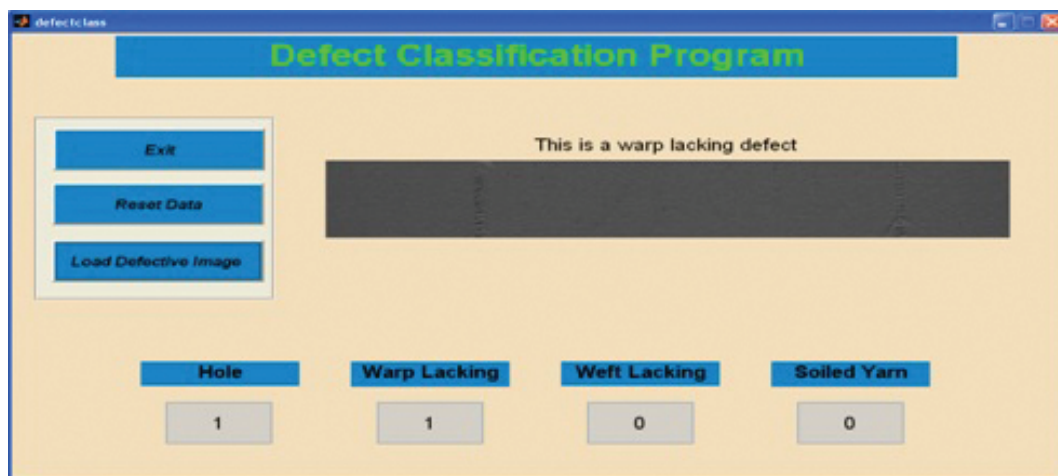 defectclass
Defect Classification Program
Exit
Reset Data
Load Defective Image
This is a warp lacking defect
Hole Warp Lacking Weft Lacking Soiled Yarn
1 1 0 0